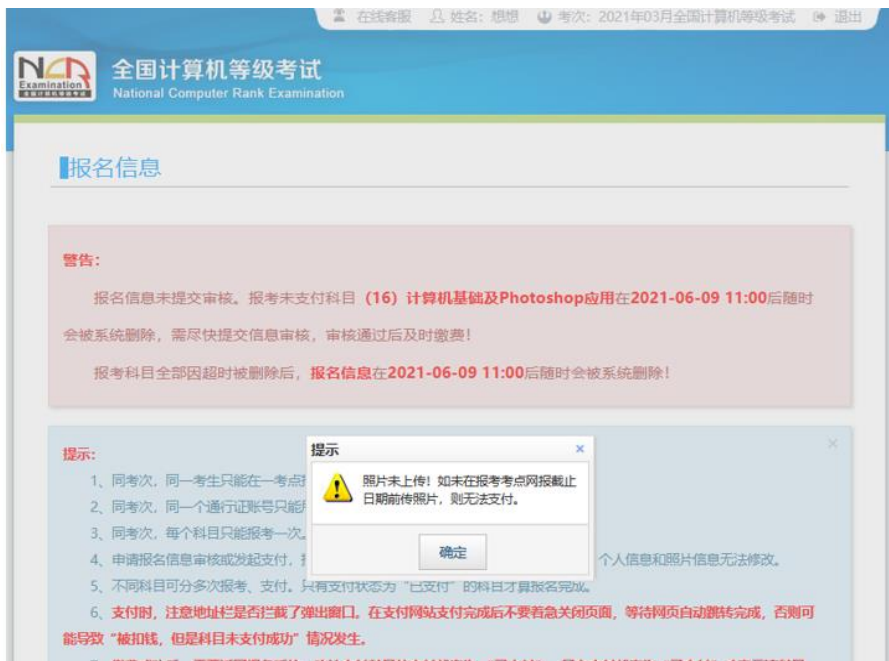 在线客服 姓名：想想 考次：2021年03月全国计算机等级考试 退出
NCR
Examination
全国计算机等级考试
National Computer Rank Examination
报名信息
警告：
报名信息未提交审核。报考未支付科目（16）计算机基础及Photoshop应用在2021-06-09 11:00后随时
会被系统删除，需尽快提交信息审核，审核通过后及时缴费！
报考科目全部因超时被删除后，报名信息在2021-06-09 11:00后随时会被系统删除！
提示：
1、同考次，同一考生只能在一考点
2、同考次，同一个通行证账号只能
3、同考次，每个科目只能报考一次。
4、申请报名信息审核或发起支付， 个人信息和照片信息无法修改。
5、不同科目可分多次报考、支付。只有支付状态为“已支付”的科目才算报名完成。
6、支付时，注意地址栏是否拦截了弹出窗口。在支付网站支付完成后不要着急关闭页面，等待网页自动跳转完成，否则可
能导致“被扣钱，但是科目未支付成功”情况发生。
提示
照片未上传！如未在报考考点网报截止
日期前传照片，则无法支付。
确定